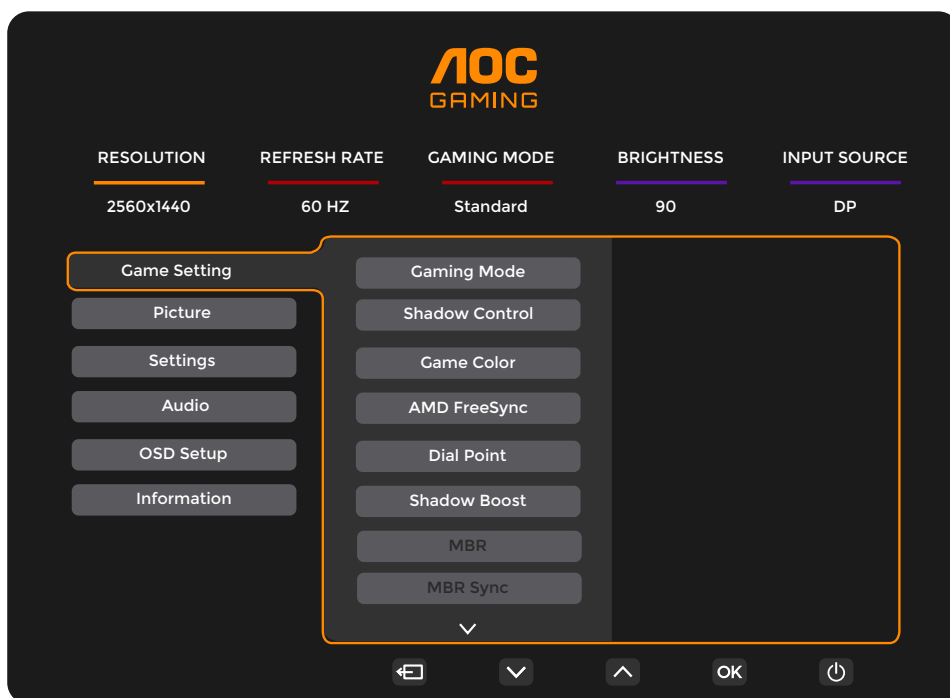 AOC
GAMING
RESOLUTION REFRESH RATE GAMING MODE BRIGHTNESS INPUT SOURCE
2560x1440 60 HZ Standard 90 DP
Game Setting
Picture
Settings
Audio
OSD Setup
Information
Gaming Mode
Shadow Control
Game Color
AMD FreeSync
Dial Point
Shadow Boost
MBR
MBR Sync
OK